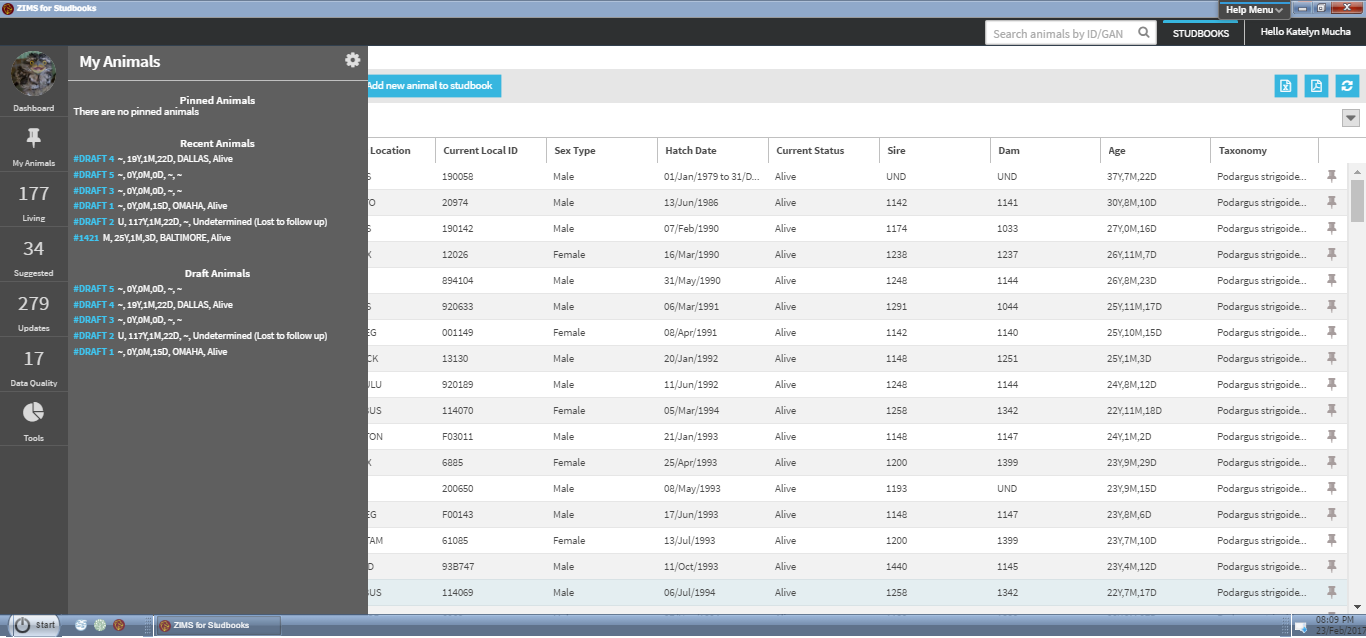 ZIMS for Studbooks
Help Menu
Search animals by ID/GAN
STUDBOOKS
Hello Katelyn Mucha
Dashboard
My Animals
177
Living
34
Suggested
279
Updates
17
Data Quality
Tools
My Animals
Pinned Animals
There are no pinned animals
Recent Animals
#DRAFT 4 ~, 19Y,1M,22D, DALLAS, Alive
#DRAFT 5 ~, 0Y,0M,0D, ~, ~
#DRAFT 3 ~, 0Y,0M,0D, ~, ~
#DRAFT 1 ~, 0Y,0M,15D, OMAHA, Alive
#DRAFT 2 U, 117Y,1M,22D, ~, Undetermined (Lost to follow up)
#1421 M, 25Y,1M,3D, BALTIMORE, Alive
Draft Animals
#DRAFT 5 ~, 0Y,0M,0D, ~, ~
#DRAFT 4 ~, 19Y,1M,22D, DALLAS, Alive
#DRAFT 3 ~, 0Y,0M,0D, ~, ~
#DRAFT 2 U, 117Y,1M,22D, ~, Undetermined (Lost to follow up)
#DRAFT 1 ~, 0Y,0M,15D, OMAHA, Alive
Add new animal to studbook
Location Current Local ID Sex Type Hatch Date Current Status Sire Dam Age Taxonomy
S 190058 Male 01/Jan/1979 to 31/D... Alive UND UND 37Y,7M,22D Podargus strigoide...
TO 20974 Male 13/Jun/1986 Alive 1142 1141 30Y,8M,10D Podargus strigoide...
S 190142 Male 07/Feb/1990 Alive 1174 1033 27Y,0M,16D Podargus strigoide...
X 12026 Female 16/Mar/1990 Alive 1238 1237 26Y,11M,7D Podargus strigoide...
894104 Male 31/May/1990 Alive 1248 1144 26Y,8M,23D Podargus strigoide...
S 920633 Male 06/Mar/1991 Alive 1291 1044 25Y,11M,17D Podargus strigoide...
EG 001149 Female 08/Apr/1991 Alive 1142 1140 25Y,10M,15D Podargus strigoide...
CK 13130 Male 20/Jan/1992 Alive 1148 1251 25Y,1M,3D Podargus strigoide...
ULU 920189 Male 11/Jun/1992 Alive 1248 1144 24Y,8M,12D Podargus strigoide...
BUS 114070 Female 05/Mar/1994 Alive 1258 1342 22Y,11M,18D Podargus strigoide...
TON F03011 Male 21/Jan/1993 Alive 1148 1147 24Y,1M,2D Podargus strigoide...
X 6885 Female 25/Apr/1993 Alive 1200 1399 23Y,9M,29D Podargus strigoide...
200650 Male 08/May/1993 Alive 1193 UND 23Y,9M,15D Podargus strigoide...
EG F00143 Male 17/Jun/1993 Alive 1148 1147 23Y,8M,6D Podargus strigoide...
TAM 61085 Female 13/Jul/1993 Alive 1200 1399 23Y,7M,10D Podargus strigoide...
D 93B747 Male 11/Oct/1993 Alive 1440 1145 23Y,4M,12D Podargus strigoide...
BUS 114069 Male 06/Jul/1994 Alive 1258 1342 22Y,7M,17D Podargus strigoide...
Start
ZIMS for Studbooks
08:09 PM
23/Feb/201